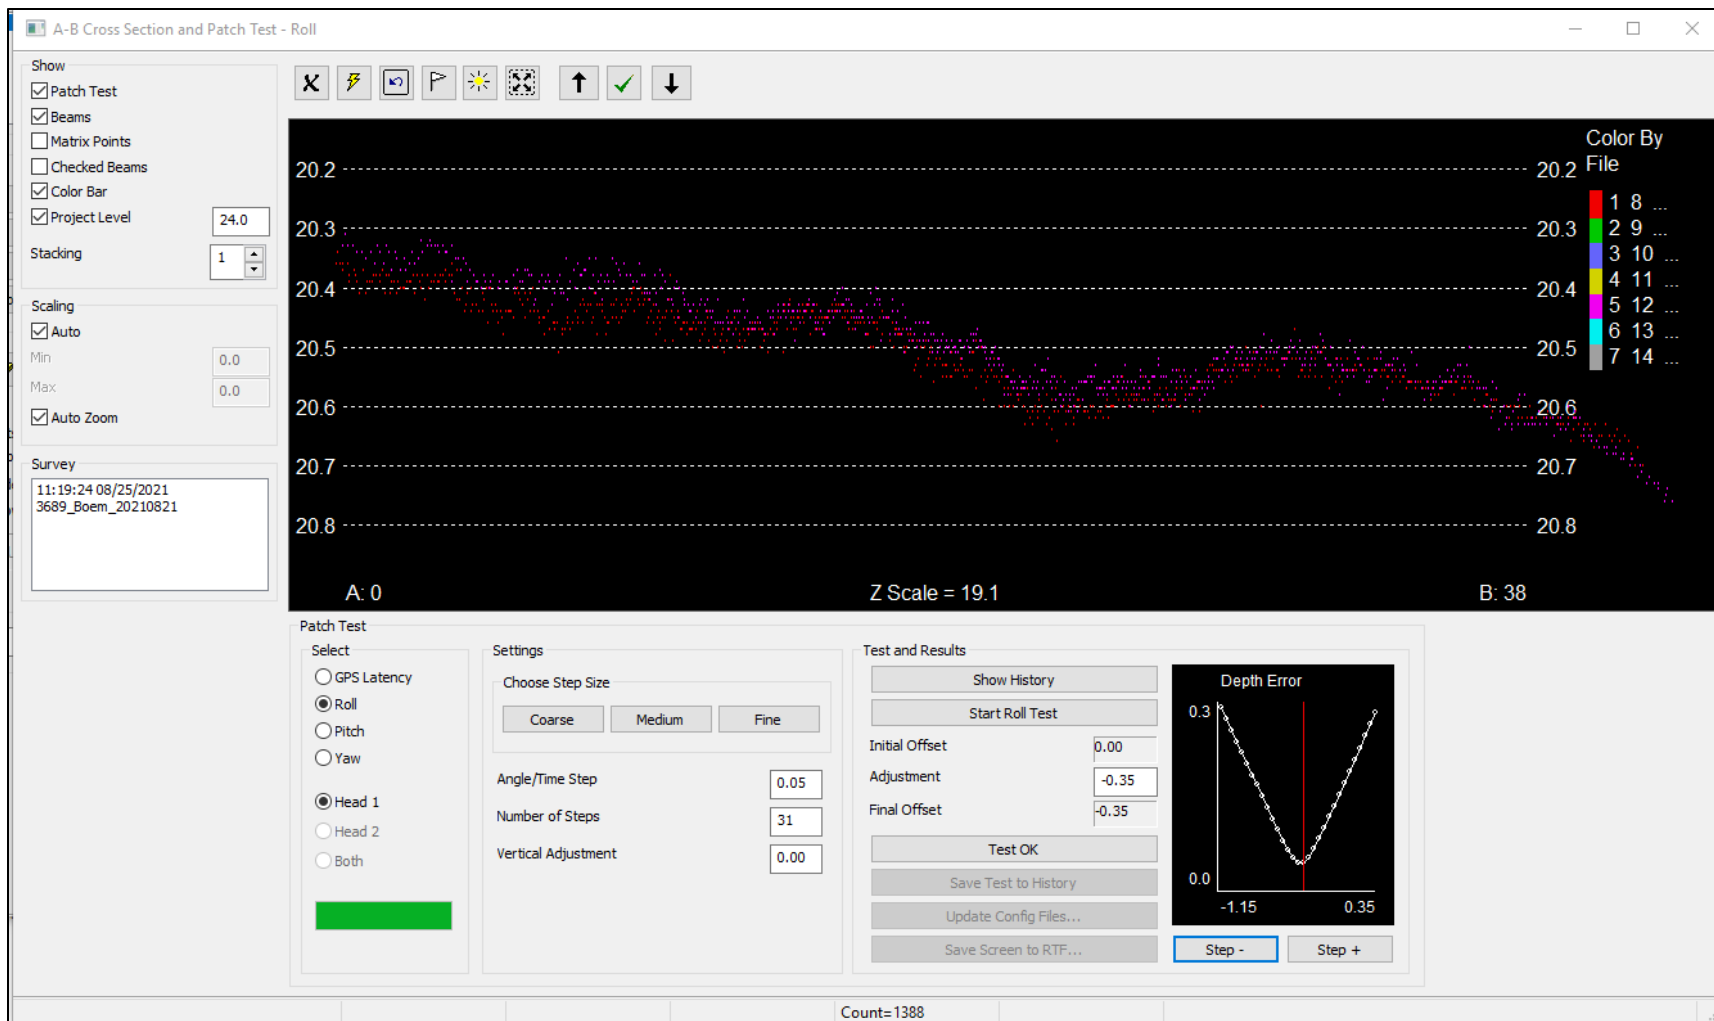 A-B Cross Section and Patch Test - Roll
Show
Patch Test
Beams
Matrix Points
Checked Beams
Color Bar
Project Level 24.0
Stacking 1
Scaling
Auto
Min 0.0
Max 0.0
Auto Zoom
Survey
11:19:24 08/25/2021
3689_Boem_20210821
Color By
File
20.2 20.2
20.3 20.3
20.4 20.4
20.5 20.5
20.6 20.6
20.7 20.7
20.8 20.8
1 8 ...
2 9 ...
3 10 ...
4 11 ...
5 12 ...
6 13 ...
7 14 ...
A: 0 Z Scale = 19.1 B: 38
Patch Test
Select
GPS Latency
Roll
Pitch
Yaw
Head 1
Head 2
Both
Settings
Choose Step Size
Coarse Medium Fine
Angle/Time Step 0.05
Number of Steps 31
Vertical Adjustment 0.00
Test and Results
Show History
Start Roll Test
Initial Offset 0.00
Adjustment -0.35
Final Offset -0.35
Test OK
Save Test to History
Update Config Files...
Save Screen to RTF...
Depth Error
0.3
0.0
-1.15 0.35
Step - Step +
Count=1388